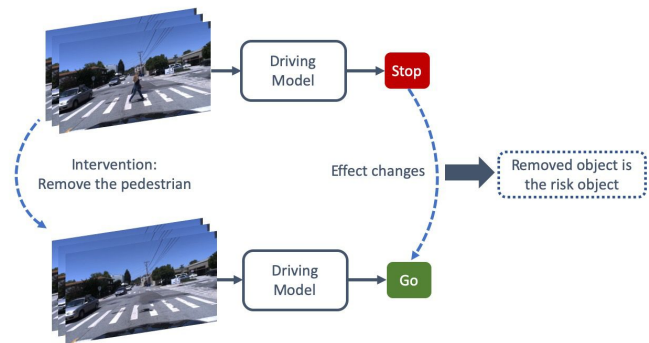 Driving
Model
Stop
Intervention:
Remove the pedestrian
Effect changes
Removed object is
the risk object
Driving
Model
Go